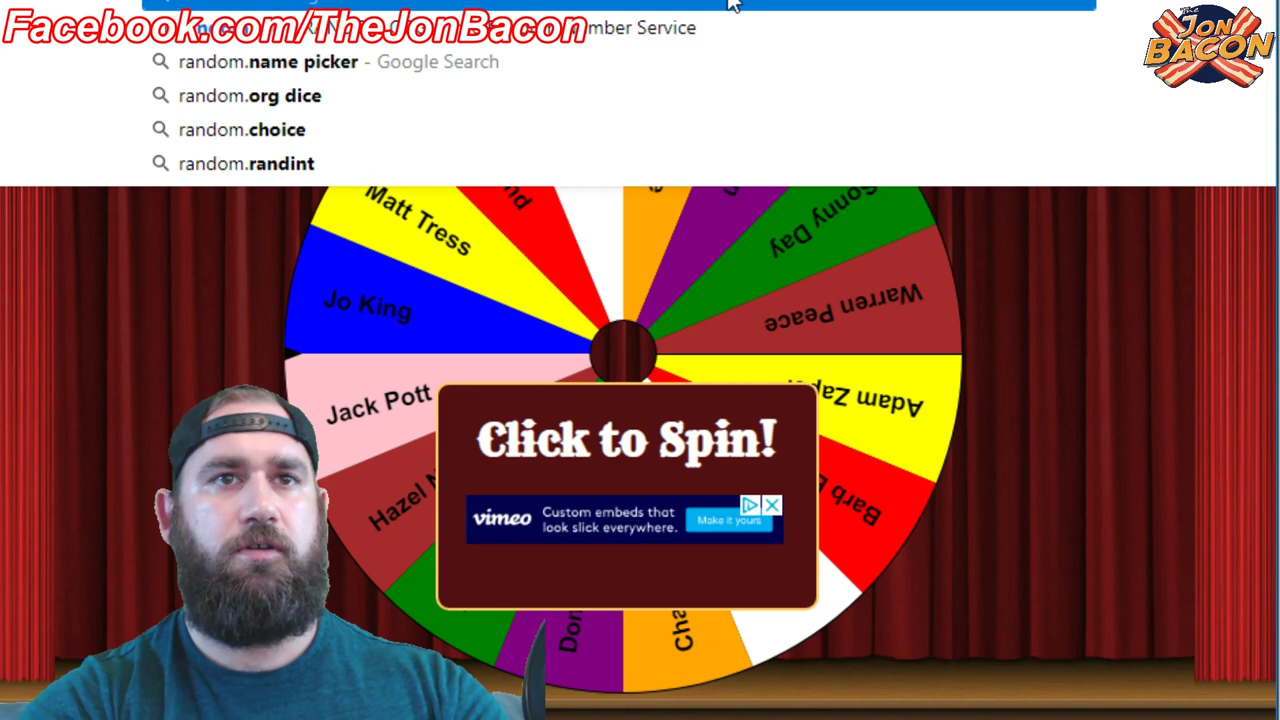 Facebook.com/TheJonBacon
mber Service
The
JON
BACON
random.name picker - Google Search
random.org dice
random.choice
random.randint
Matt Tress
Sonny Day
Jo King
Warren Peace
Jack Pott
Adam
Hazel
Barb
Click to Spin!
vimeo
Custom embeds that
look slick everywhere.
Make it yours